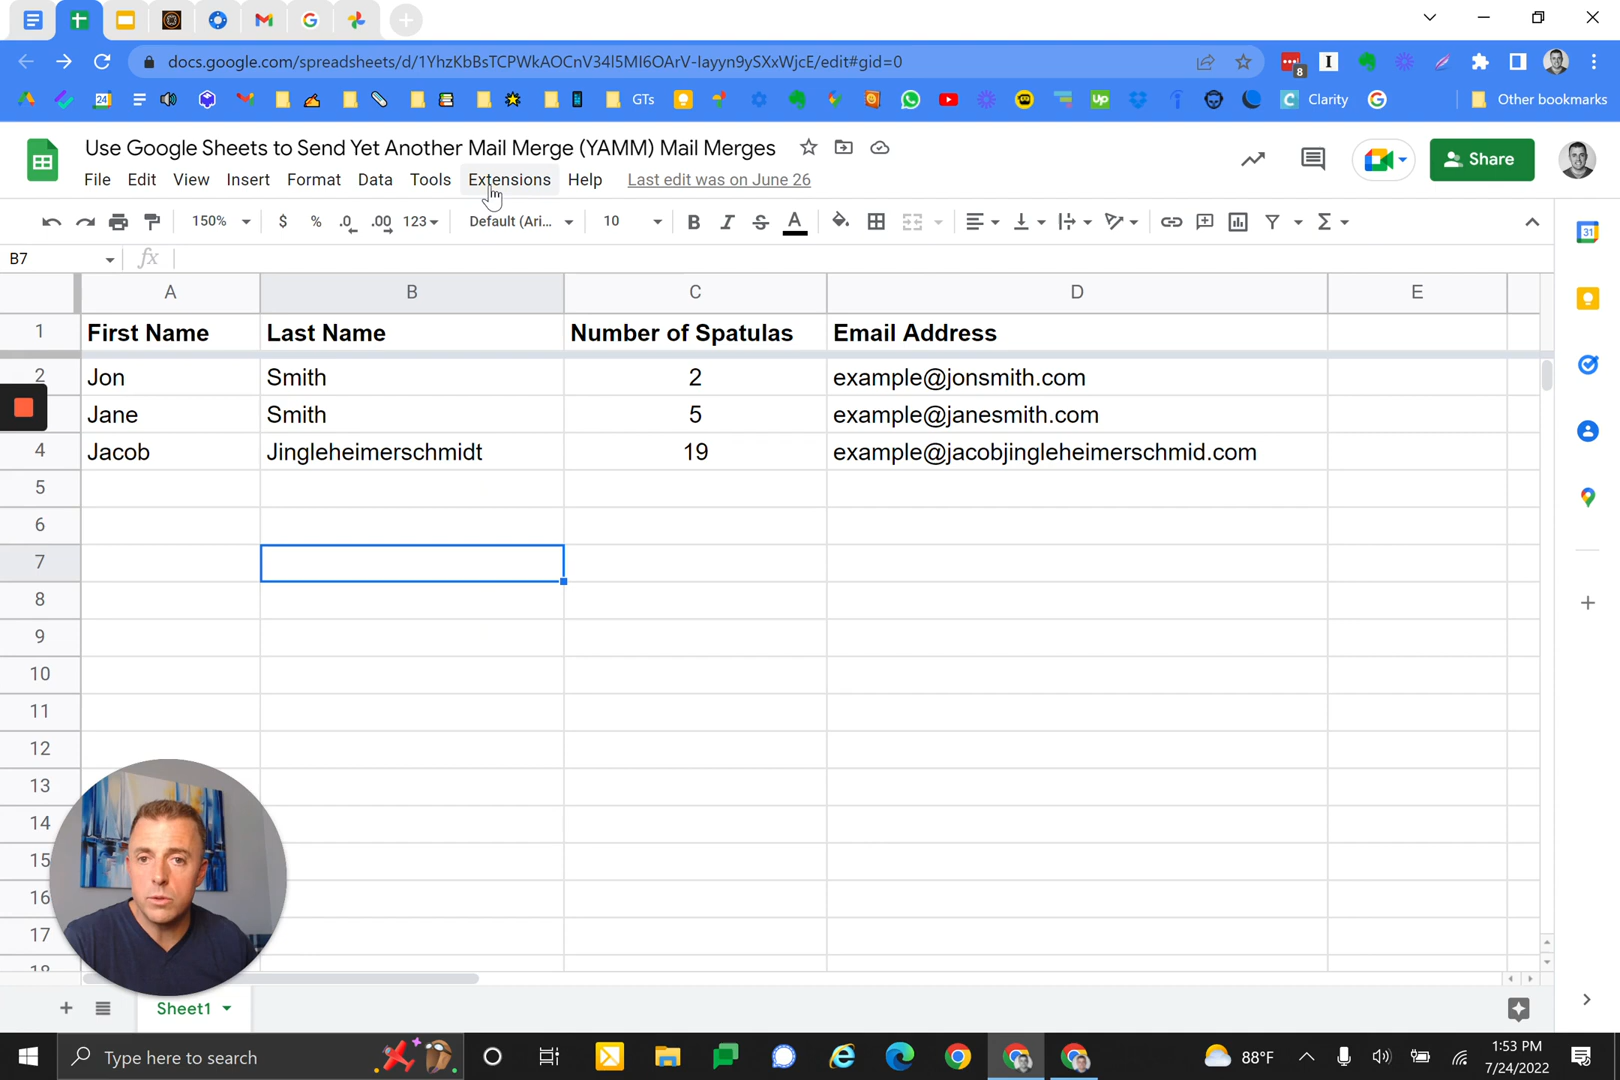 docs.google.com/spreadsheets/d/1YhzKbBsTCPWkAOCnV34l5MI6OArV-Iayyn9ySXxWjcE/edit#gid=0
8
GTs
Up
Clarity
Other bookmarks
Use Google Sheets to Send Yet Another Mail Merge (YAMM) Mail Merges
Share
File Edit View Insert Format Data Tools Extensions Help Last edit was on June 26
150% $ % .0 .00 123 Default (Ari... 10 B I S A
31
B7 fx
A B C D E
1 First Name Last Name Number of Spatulas Email Address
2 Jon Smith 2 example@jonsmith.com
Jane Smith 5 example@janesmith.com
4 Jacob Jingleheimerschmidt 19 example@jacobjingleheimerschmid.com
5
6
7
8
9
10
11
12
13
14
15
16
17
18
Sheet1
Type here to search
88°F
1:53 PM
7/24/2022